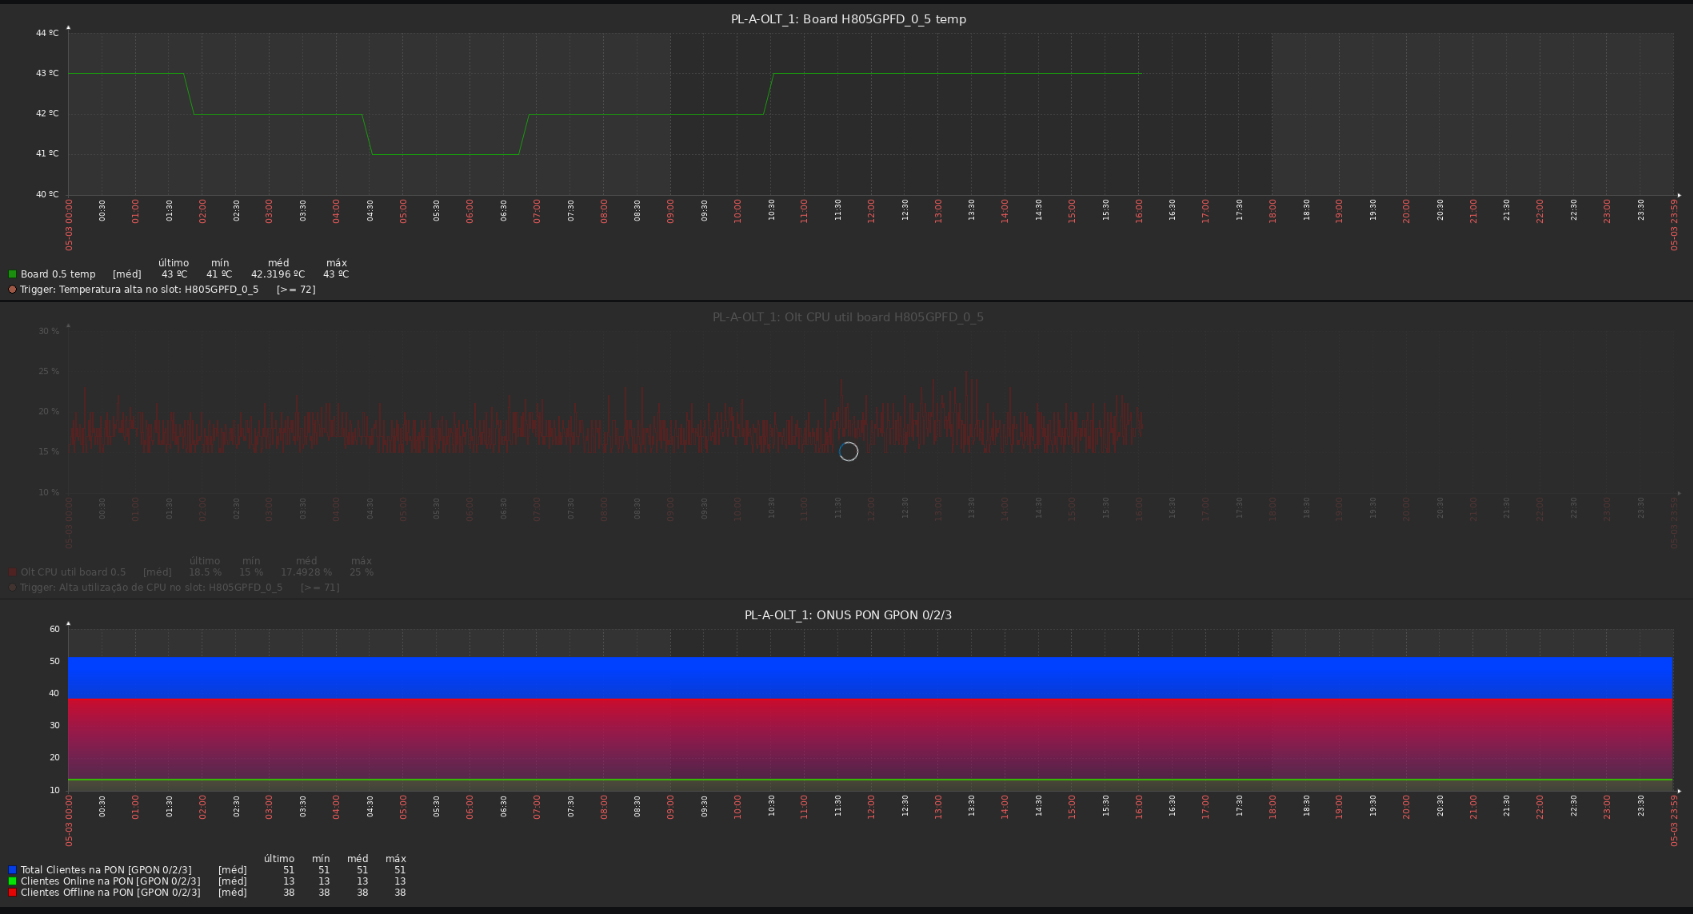 PL-A-OLT_1: Board H805GPFD_0_5 temp
44 ºC
43 ºC
42 ºC
41 ºC
40 ºC
05-03 00:00 00:30 01:00 01:30 02:00 02:30 03:00 03:30 04:00 04:30 05:00 05:30 06:00 06:30 07:00 07:30 08:00 08:30 09:00 09:30 10:00 10:30 11:00 11:30 12:00 12:30 13:00 13:30 14:00 14:30 15:00 15:30 16:00 16:30 17:00 17:30 18:00 18:30 19:00 19:30 20:00 20:30 21:00 21:30 22:00 22:30 23:00 23:30 05-03 23:59
último mín méd máx
Board 0.5 temp [méd] 43 ºC 41 ºC 42.3196 ºC 43 ºC
Trigger: Temperatura alta no slot: H805GPFD_0_5 [>= 72]
PL-A-OLT_1: Olt CPU util board H805GPFD_0_5
30 %
25 %
20 %
15 %
10 %
05-03 00:00 00:30 01:00 01:30 02:00 02:30 03:00 03:30 04:00 04:30 05:00 05:30 06:00 06:30 07:00 07:30 08:00 08:30 09:00 09:30 10:00 10:30 11:00 11:30 12:00 12:30 13:00 13:30 14:00 14:30 15:00 15:30 16:00 16:30 17:00 17:30 18:00 18:30 19:00 19:30 20:00 20:30 21:00 21:30 22:00 22:30 23:00 23:30 05-03 23:59
último mín méd máx
Olt CPU util board 0.5 [méd] 18.5 % 15 % 17.4928 % 25 %
Trigger: Alta utilização de CPU no slot: H805GPFD_0_5 [>= 71]
PL-A-OLT_1: ONUS PON GPON 0/2/3
60
50
40
30
20
10
05-03 00:00 00:30 01:00 01:30 02:00 02:30 03:00 03:30 04:00 04:30 05:00 05:30 06:00 06:30 07:00 07:30 08:00 08:30 09:00 09:30 10:00 10:30 11:00 11:30 12:00 12:30 13:00 13:30 14:00 14:30 15:00 15:30 16:00 16:30 17:00 17:30 18:00 18:30 19:00 19:30 20:00 20:30 21:00 21:30 22:00 22:30 23:00 23:30 05-03 23:59
último mín méd máx
Total Clientes na PON [GPON 0/2/3] [méd] 51 51 51 51
Clientes Online na PON [GPON 0/2/3] [méd] 13 13 13 13
Clientes Offline na PON [GPON 0/2/3] [méd] 38 38 38 38